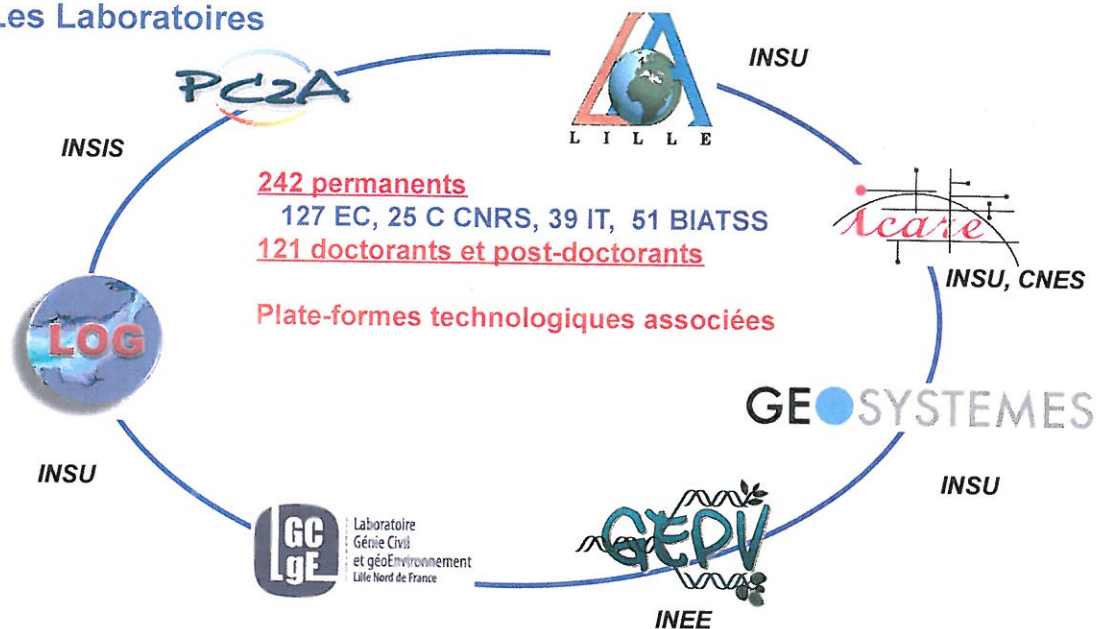 Les Laboratoires
PC2A
INSU
LILLE
INSIS
242 permanents
127 EC, 25 C CNRS, 39 IT, 51 BIATSS
121 doctorants et post-doctorants
Icare
INSU, CNES
Plate-formes technologiques associées
LOG
GEOSYSTEMES
INSU
INSU
GC
gE
Laboratoire
Génie Civil
et géoEnvironnement
Lille Nord de France
GEPV
INEE